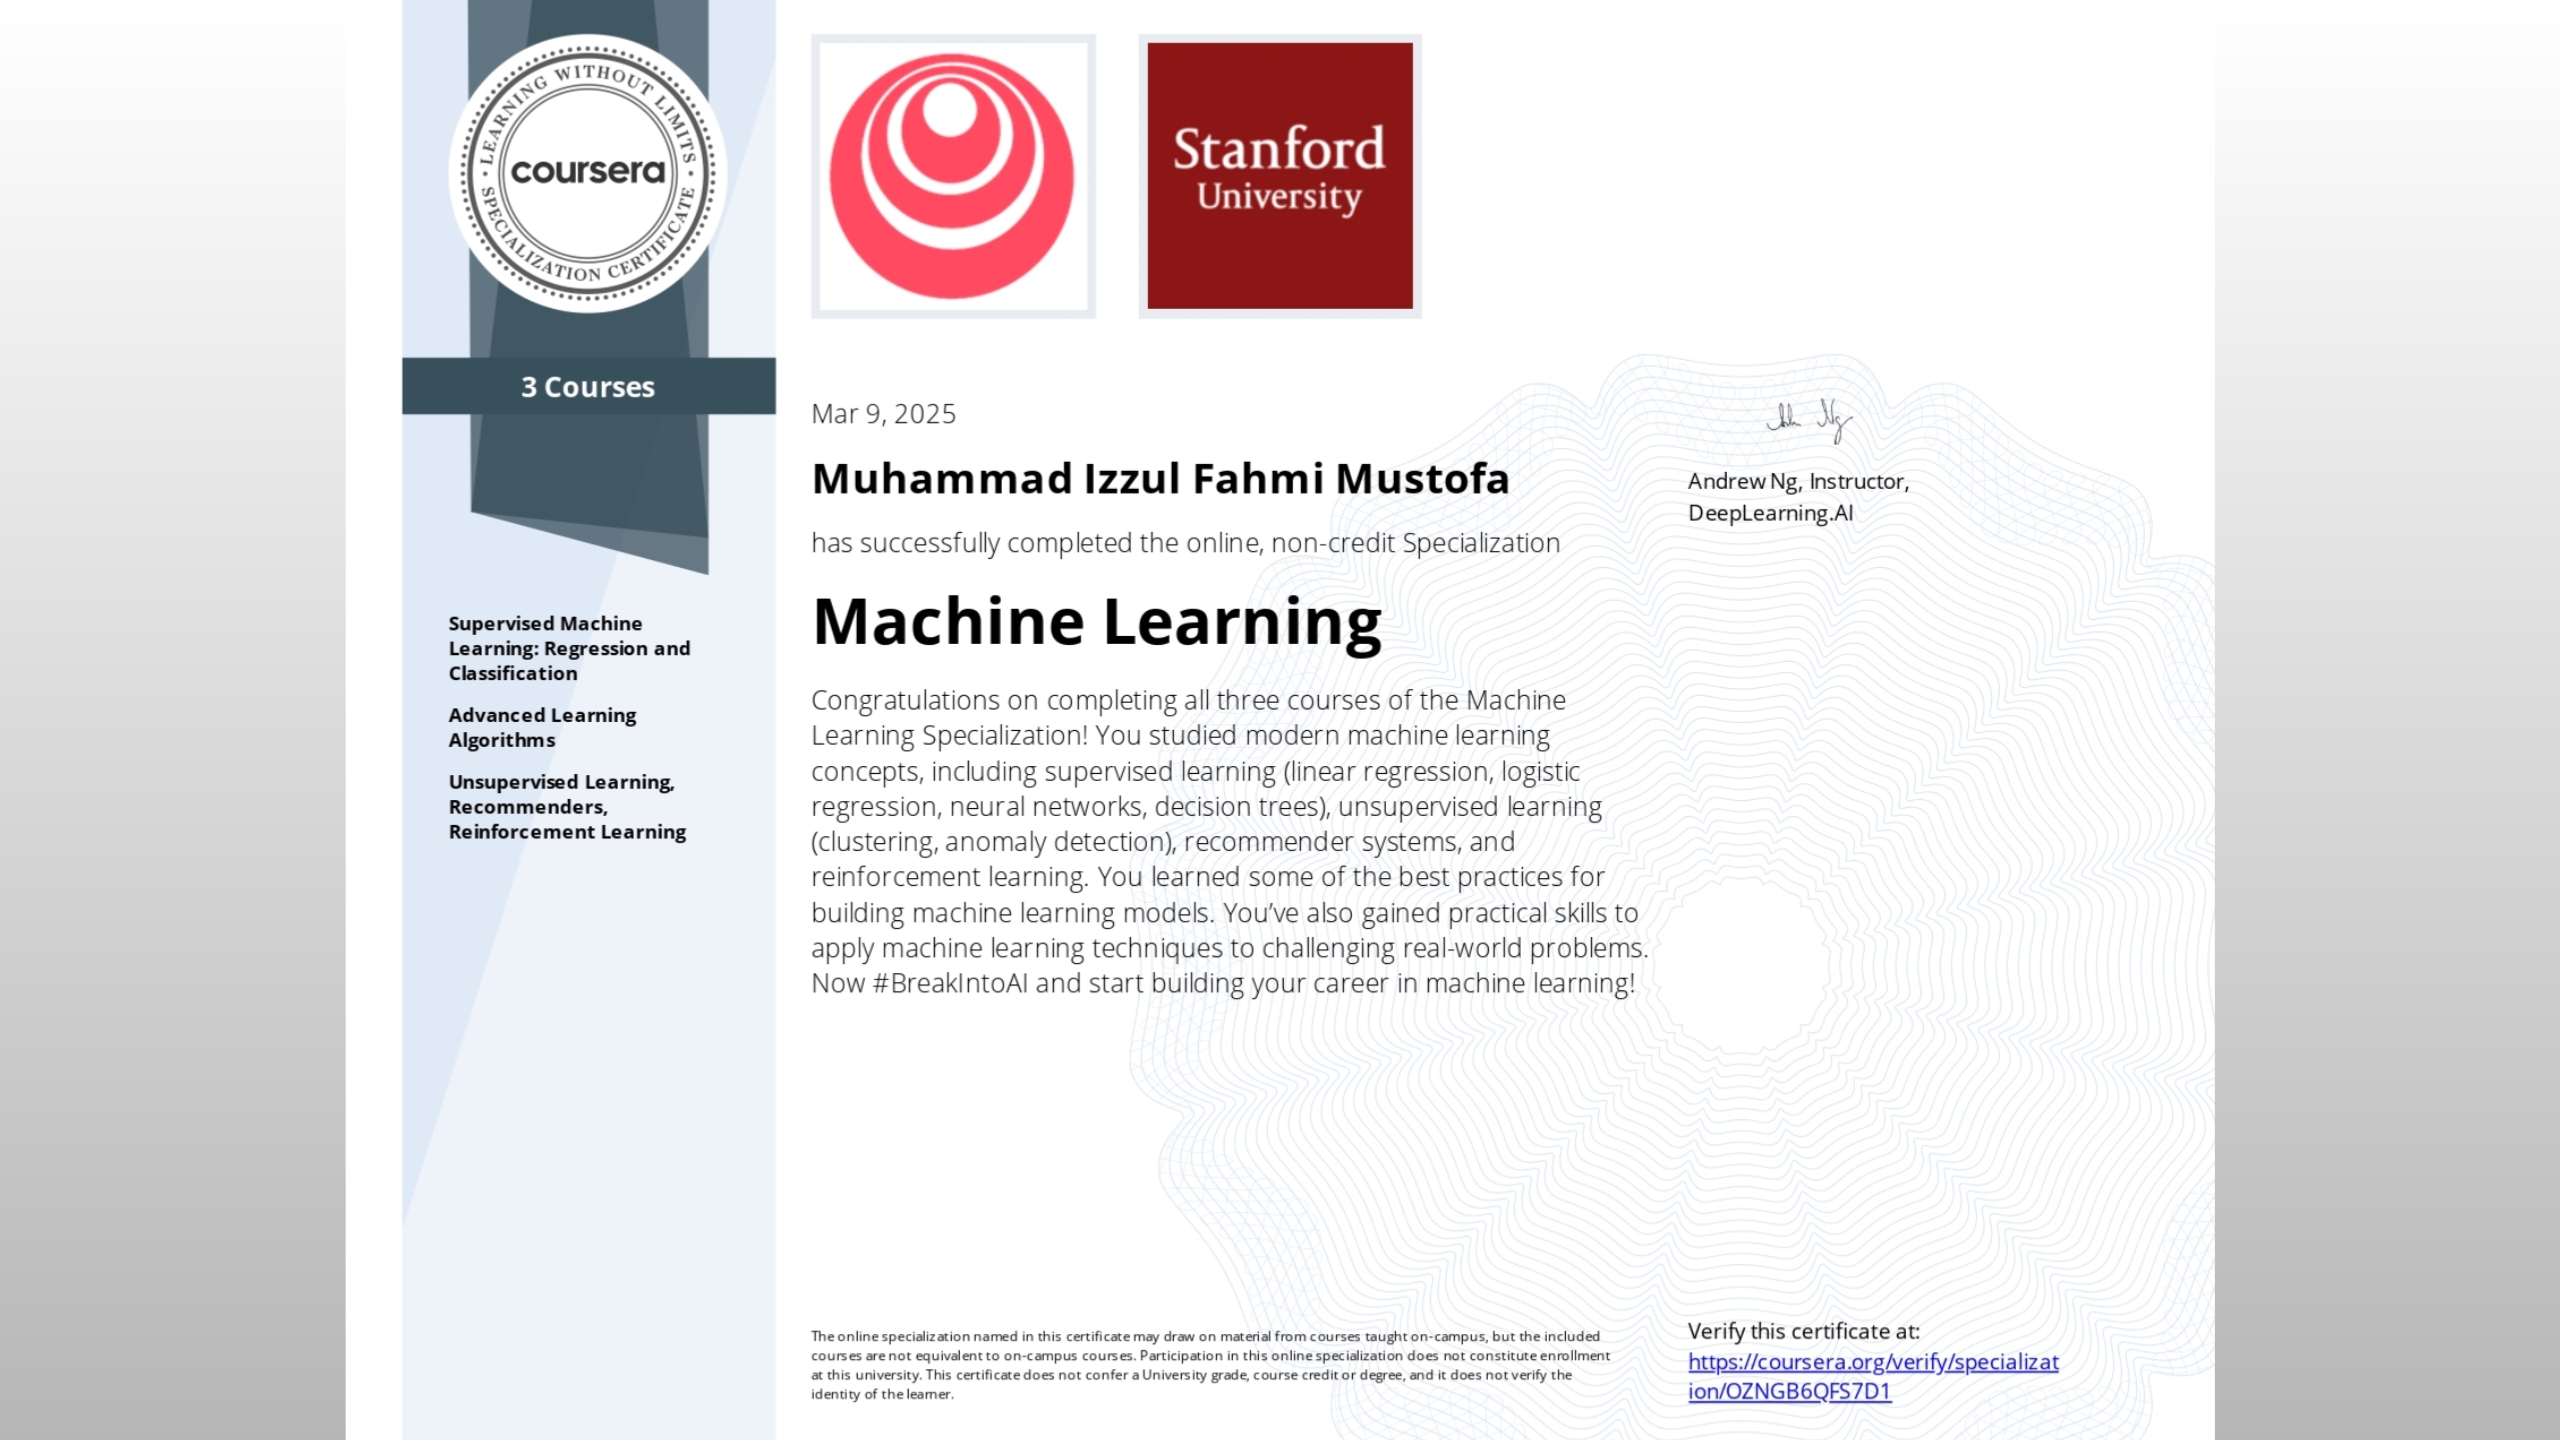 LEARNING WITHOUT LIMITS
coursera
SPECIALIZATION CERTIFICATE
3 Courses
Supervised Machine
Learning: Regression and
Classification
Advanced Learning
Algorithms
Unsupervised Learning,
Recommenders,
Reinforcement Learning
Stanford
University
Mar 9, 2025
Muhammad Izzul Fahmi Mustofa
has successfully completed the online, non-credit Specialization
Machine Learning
Congratulations on completing all three courses of the Machine
Learning Specialization! You studied modern machine learning
concepts, including supervised learning (linear regression, logistic
regression, neural networks, decision trees), unsupervised learning
(clustering, anomaly detection), recommender systems, and
reinforcement learning. You learned some of the best practices for
building machine learning models. You’ve also gained practical skills to
apply machine learning techniques to challenging real-world problems.
Now #BreakIntoAI and start building your career in machine learning!
Andrew Ng, Instructor,
DeepLearning.AI
The online specialization named in this certificate may draw on material from courses taught on-campus, but the included
courses are not equivalent to on-campus courses. Participation in this online specialization does not constitute enrollment
at this university. This certificate does not confer a University grade, course credit or degree, and it does not verify the
identity of the learner.
Verify this certificate at:
https://coursera.org/verify/specializat
ion/OZNGB6QFS7D1